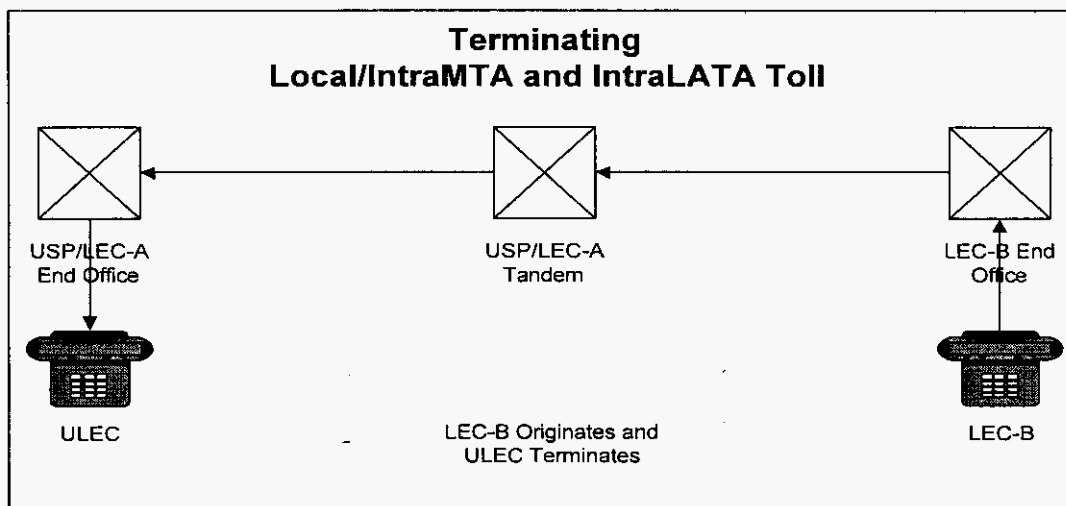 Terminating
Local/IntraMTA and IntraLATA Toll
USP/LEC-A
End Office
USP/LEC-A
Tandem
LEC-B End
Office
ULEC
LEC-B Originates and
ULEC Terminates
LEC-B